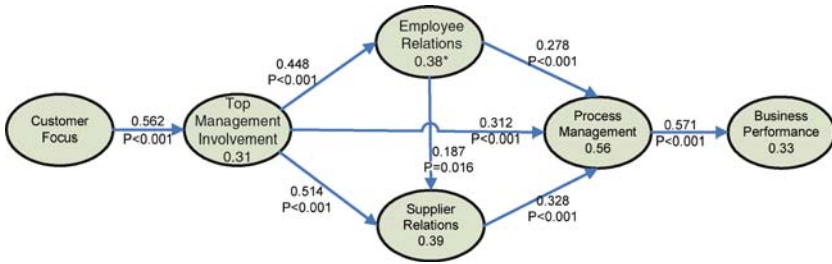 Customer
Focus
0.562
P<0.001
Top
Management
Involvement
0.31
0.448
P<0.001
Employee
Relations
0.38*
0.278
P<0.001
0.312
P<0.001
0.187
P=0.016
0.514
P<0.001
Supplier
Relations
0.39
0.328
P<0.001
Process
Management
0.56
0.571
P<0.001
Business
Performance
0.33